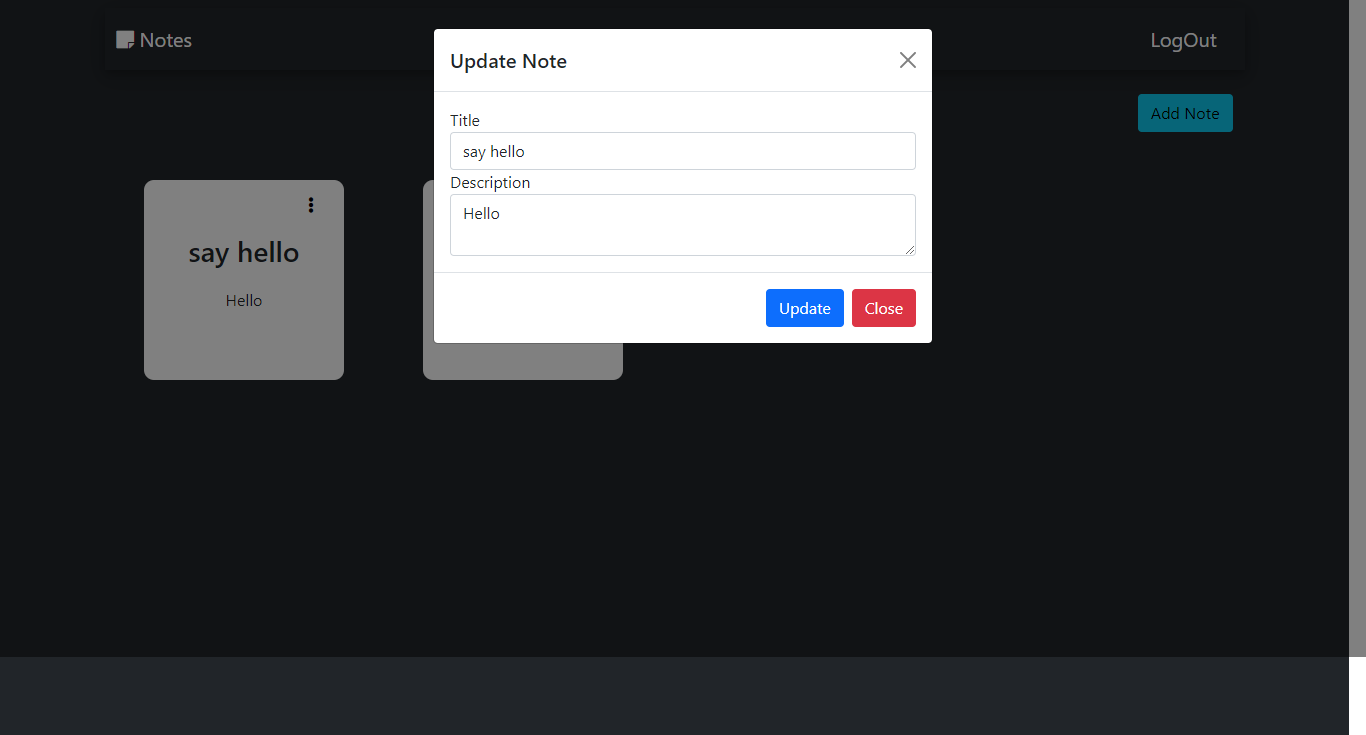 Notes
LogOut
Add Note
say hello
Hello
Update Note
Title
say hello
Description
Hello
Update
Close